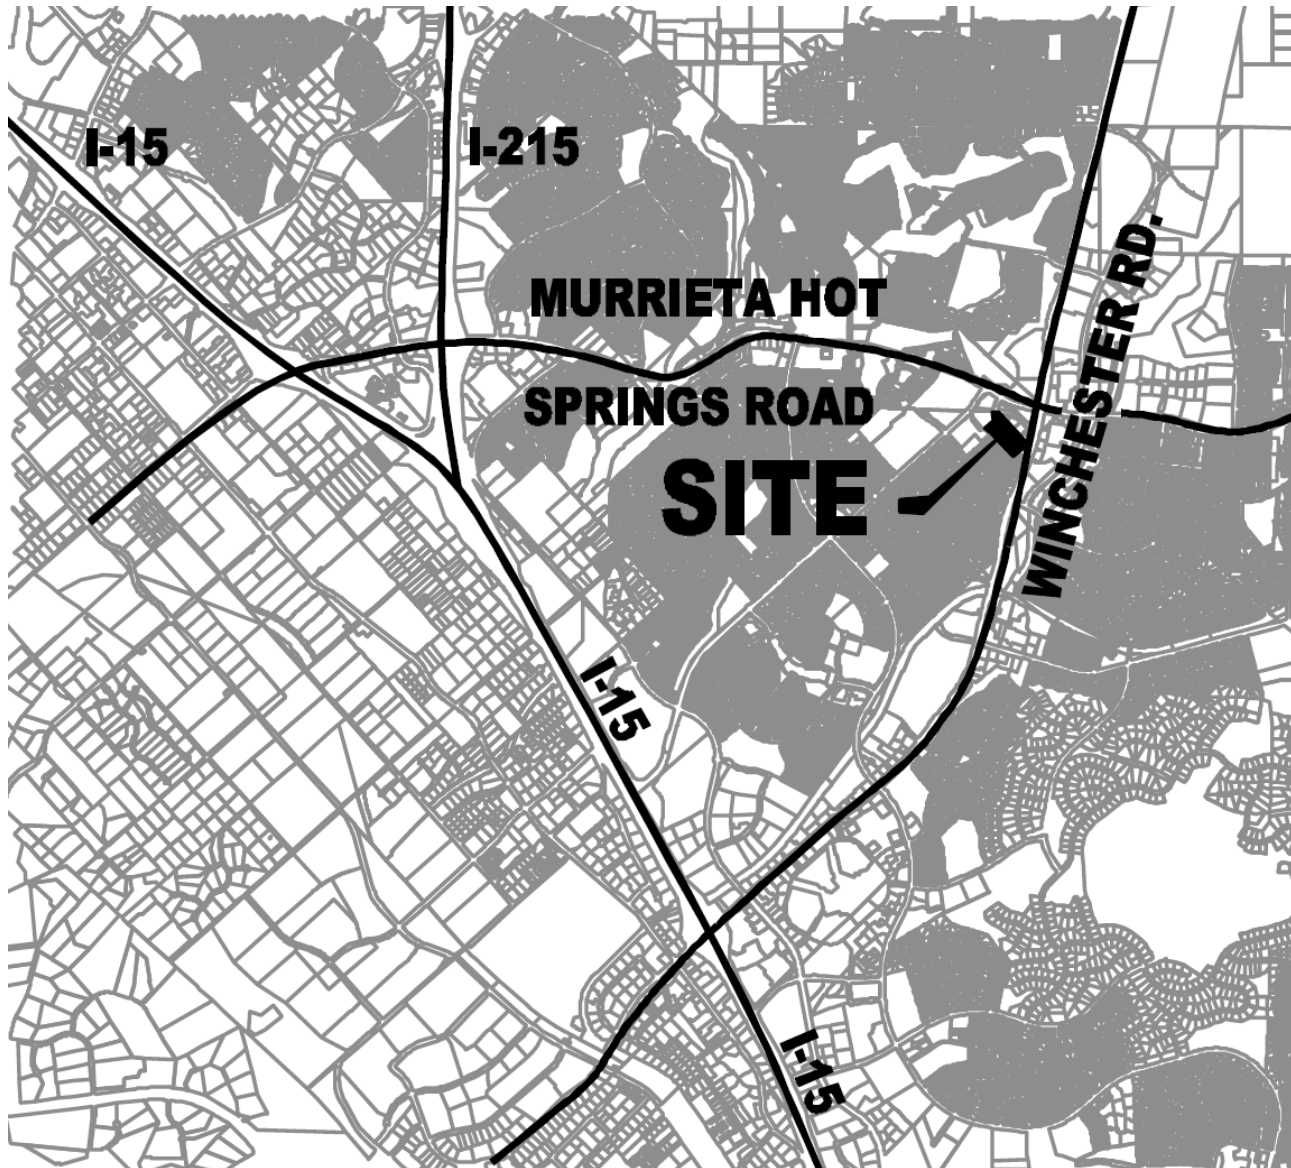 I-15
I-215
WINCHESTER RD.
MURRIETA HOT
SPRINGS ROAD
SITE
I-15
I-15